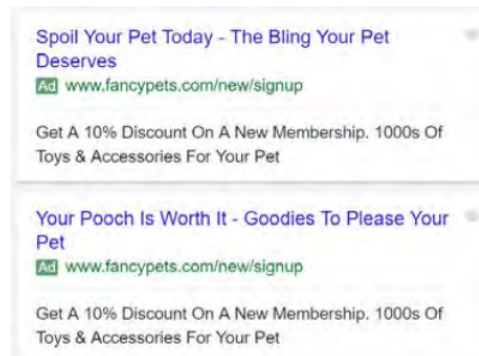 Spoil Your Pet Today - The Bling Your Pet
Deserves
Ad www.fancypets.com/new/signup
Get A 10% Discount On A New Membership. 1000s Of
Toys & Accessories For Your Pet
Your Pooch Is Worth It - Goodies To Please Your
Pet
Ad www.fancypets.com/new/signup
Get A 10% Discount On A New Membership. 1000s Of
Toys & Accessories For Your Pet